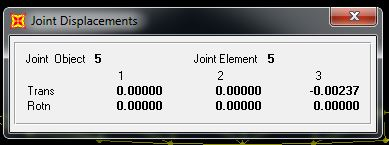 Joint Displacements
Joint Object 5 Joint Element 5
1 2 3
Trans 0.00000 0.00000 -0.00237
Rotn 0.00000 0.00000 0.00000